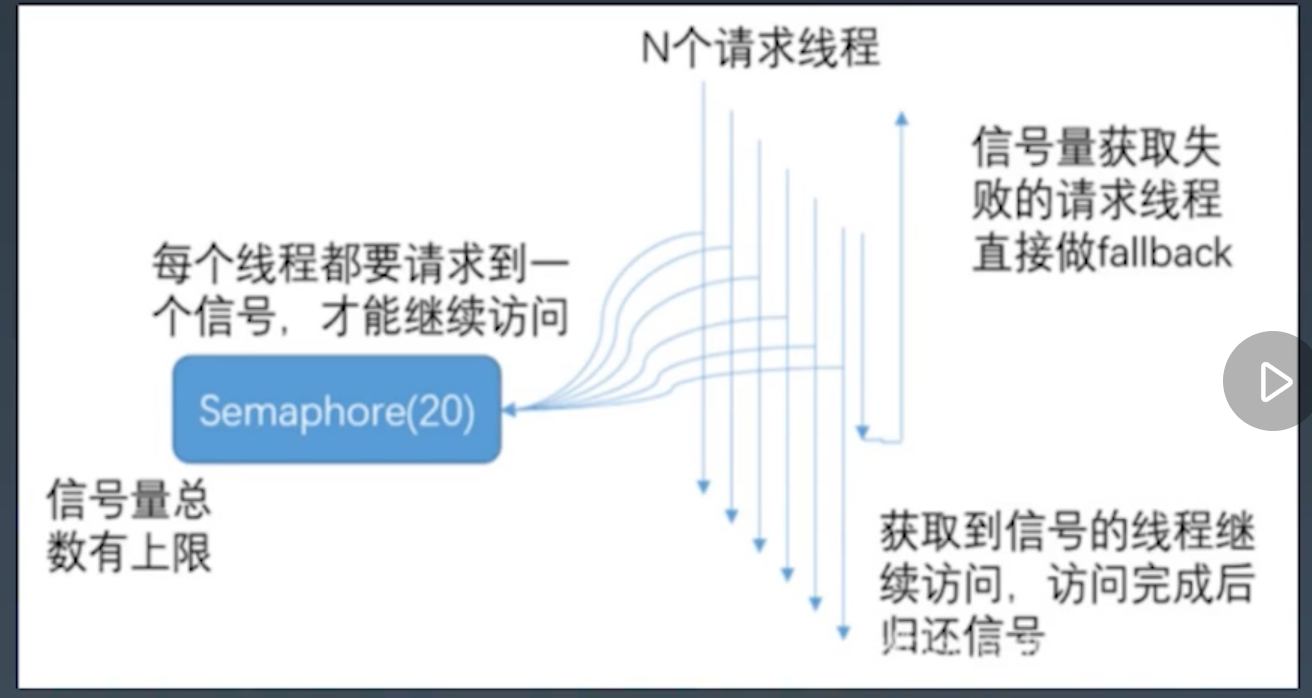 N个请求线程
信号量获取失
败的请求线程
直接做fallback
每个线程都要请求到一
个信号，才能继续访问
Semaphore(20)
信号量总
数有上限
获取到信号的线程继
续访问，访问完成后
归还信号